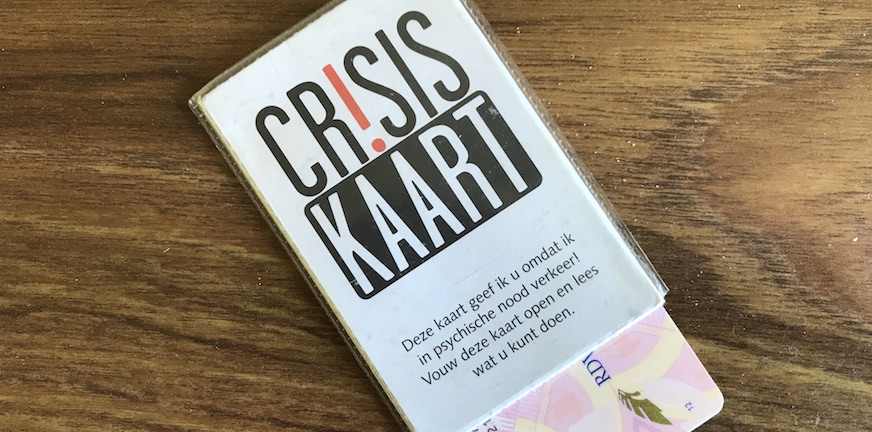 CR!SIS
KAART
Deze kaart geef ik u omdat ik
in psychische nood verkeer!
Vouw deze kaart open en lees
wat u kunt doen.